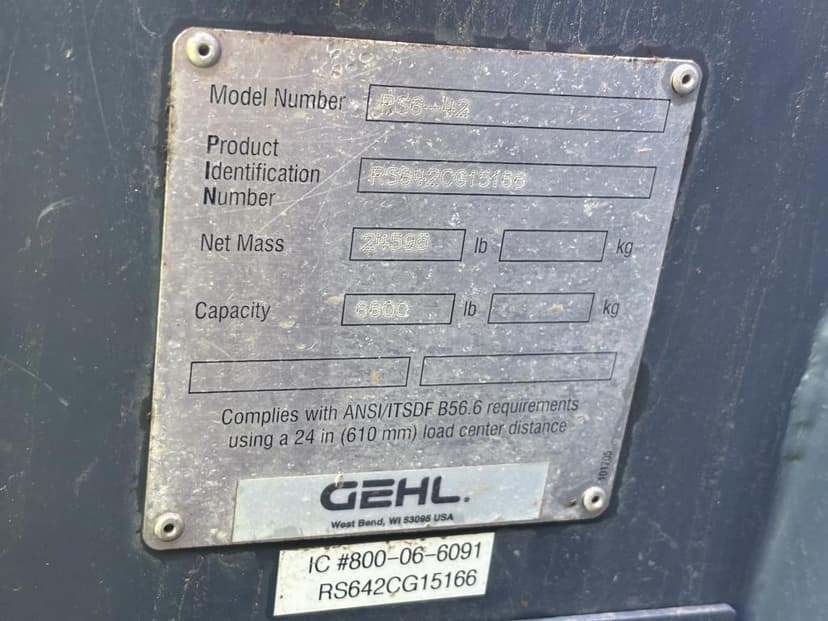 Model Number RS6-42
Product
Identification RS642CG15166
Number
Net Mass 24595 lb kg
Capacity 6600 lb kg
Complies with ANSI/ITSDF B56.6 requirements
using a 24 in (610 mm) load center distance
101705
GEHL.
West Bend, WI 53095 USA
IC #800-06-6091
RS642CG15166